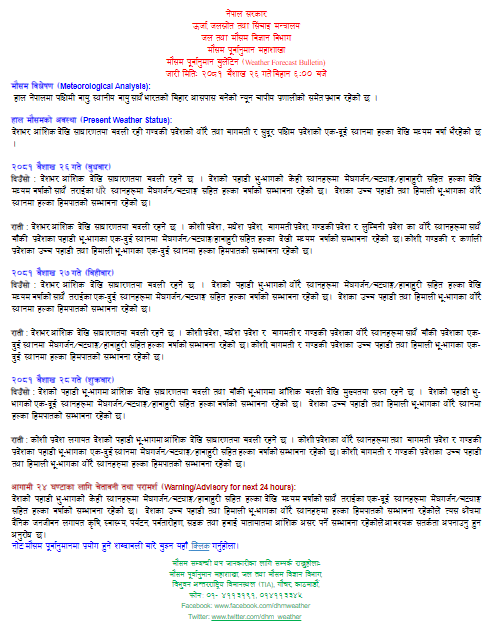 नेपाल सरकार
ऊर्जा, जलस्रोत तथा सिंचाइ मन्त्रालय
जल तथा मौसम विज्ञान विभाग
मौसम पूर्वानुमान महाशाखा
मौसम पूर्वानुमान बुलेटिन (Weather Forecast Bulletin)
जारी मितिः २०८१ बैशाख २६ गते बिहान ६:०० बजे
मौसम विश्लेषण (Meteorological Analysis):
हाल नेपालमा पश्चिमी वायु, स्थानीय वायु साथै भारतको बिहार आसपास बनेको न्यून चापीय प्रणालीको समेत प्रभाव रहेको छ ।
हाल मौसमको अवस्था (Present Weather Status):
देशभर आंशिक देखि साधारणतया बदली रही गण्डकी प्रदेशको थोरै तथा बागमती र सुदूर पश्चिम प्रदेशको एक-दुई स्थानमा हल्का देखि मध्यम वर्षा भैरहेको छ
।
२०८१ बैशाख २६ गते (बुधबार)
दिउँसो : देशभर आंशिक देखि साधारणतया बदली रहने छ । देशको पहाडी भू-भागका केही स्थानहरूमा मेघगर्जन/चट्याङ्ग/हावाहुरी सहित हल्का देखि
मध्यम वर्षाको साथै तराईका थोरै स्थानहरूमा मेघगर्जन/चट्याङ्ग सहित हल्का वर्षाको सम्भावना रहेको छ। देशका उच्च पहाडी तथा हिमाली भू-भागका थोरै
स्थानमा हल्का हिमपातको सम्भावना रहेको छ।
राती : देशभर आंशिक देखि साधारणतया बदली रहने छ । कोशी प्रदेश, मधेश प्रदेश, बागमती प्रदेश, गण्डकी प्रदेश र लुम्बिनी प्रदेश का थोरै स्थानहरूमा साथै
बाँकी प्रदेशका पहाडी भू-भागका एक-दुई स्थानमा मेघगर्जन/चट्याङ्ग/हावाहुरी सहित हल्का देखी मध्यम वर्षाको सम्भावना रहेको छ। कोशी, गण्डकी र कर्णाली
प्रदेशका उच्च पहाडी तथा हिमाली भू-भागका एक-दुई स्थानमा हल्का हिमपातको सम्भावना रहेको छ।
२०८१ बैशाख २७ गते (बिहीबार)
दिउँसो : देशभर आंशिक देखि साधारणतया बदली रहने छ । देशको पहाडी भू-भागका थोरै स्थानहरूमा मेघगर्जन/चट्याङ्ग/हावाहुरी सहित हल्का देखि
मध्यम वर्षाको साथै तराईका एक-दुई स्थानहरूमा मेघगर्जन/चट्याङ्ग सहित हल्का वर्षाको सम्भावना रहेको छ। देशका उच्च पहाडी तथा हिमाली भू-भागका थोरै
स्थानमा हल्का हिमपातको सम्भावना रहेको छ।
राती : देशभर आंशिक देखि साधारणतया बदली रहने छ । कोशी प्रदेश, मधेश प्रदेश र बागमती र गण्डकी प्रदेशका थोरै स्थानहरूमा साथै बाँकी प्रदेशका एक-
दुई स्थानमा मेघगर्जन/चट्याङ्ग/हावाहुरी सहित हल्का वर्षाको सम्भावना रहेको छ। कोशी, बागमती र गण्डकी प्रदेशका उच्च पहाडी तथा हिमाली भू-भागका एक-
दुई स्थानमा हल्का हिमपातको सम्भावना रहेको छ।
२०८१ बैशाख २८ गते (शुक्रबार)
दिउँसो : देशको पहाडी भू-भागमा आंशिक देखि साधारणतया बदली तथा बाँकी भू-भागमा आंशिक बदली देखि मुख्यतया सफा रहने छ । देशको पहाडी भू-
भागको एक-दुई स्थानहरूमा मेघगर्जन/चट्याङ्ग/हावाहुरी सहित हल्का वर्षाको सम्भावना रहेको छ। देशका उच्च पहाडी तथा हिमाली भू-भागका थोरै स्थानमा
हल्का हिमपातको सम्भावना रहेको छ।
राती : कोशी प्रदेश लगायत देशको पहाडी भू-भागमा आंशिक देखि साधारणतया बदली रहने छ । कोशी प्रदेशका थोरै स्थानहरूमा तथा बागमती प्रदेश र गण्डकी
प्रदेशका पहाडी भू-भागका एक-दुई स्थानहरूमा मेघगर्जन/चट्याङ्ग/हावाहुरी सहित हल्का वर्षाको सम्भावना रहेको छ। कोशी, बागमती र गण्डकी प्रदेशका उच्च पहाडी
तथा हिमाली भू-भागका थोरै स्थानमा हल्का हिमपातको सम्भावना रहेको छ।
आगामी २४ घण्टाका लागि चेतावनी तथा परामर्श (Warning/Advisory for next 24 hours):
देशको पहाडी भू-भागका केही स्थानहरूमा मेघगर्जन/चट्याङ्ग/हावाहुरी सहित हल्का देखि मध्यम वर्षाको साथै तराईका एक-दुई स्थानहरूमा मेघगर्जन/चट्याङ्ग
सहित हल्का वर्षाको सम्भावना रहेको छ। देशका उच्च पहाडी तथा हिमाली भू-भागका थोरै स्थानमा हल्का हिमपातको सम्भावना रहेकोले त्यस क्षेत्रमा
दैनिक जनजीवन लगायत कृषि, स्वास्थ्य, पर्यटन, पर्वतारोहण, सडक तथा हवाई यातायातमा आंशिक असर पर्ने सम्भावना रहेकोले आवश्यक सतर्कता अपनाउनु हुन
अनुरोध छ।
नोट: मौसम पूर्वानुमानमा प्रयोग हुने शब्दावली बारे बुझ्न यहाँ क्लिक गर्नुहोला।
मौसम सम्बन्धी थप जानकारीका लागि सम्पर्क राख्नुहोलाः
मौसम पूर्वानुमान महाशाखा, जल तथा मौसम विज्ञान विभाग,
त्रिभुवन अन्तर्राष्ट्रिय विमानस्थल (TIA), गौचर, काठमाडौं,
फोनः ०१- ४११३१९१, ०१४११३३४५
Facebook: www.facebook.com/dhmweather
Twitter: www.twitter.com/dhm_weather